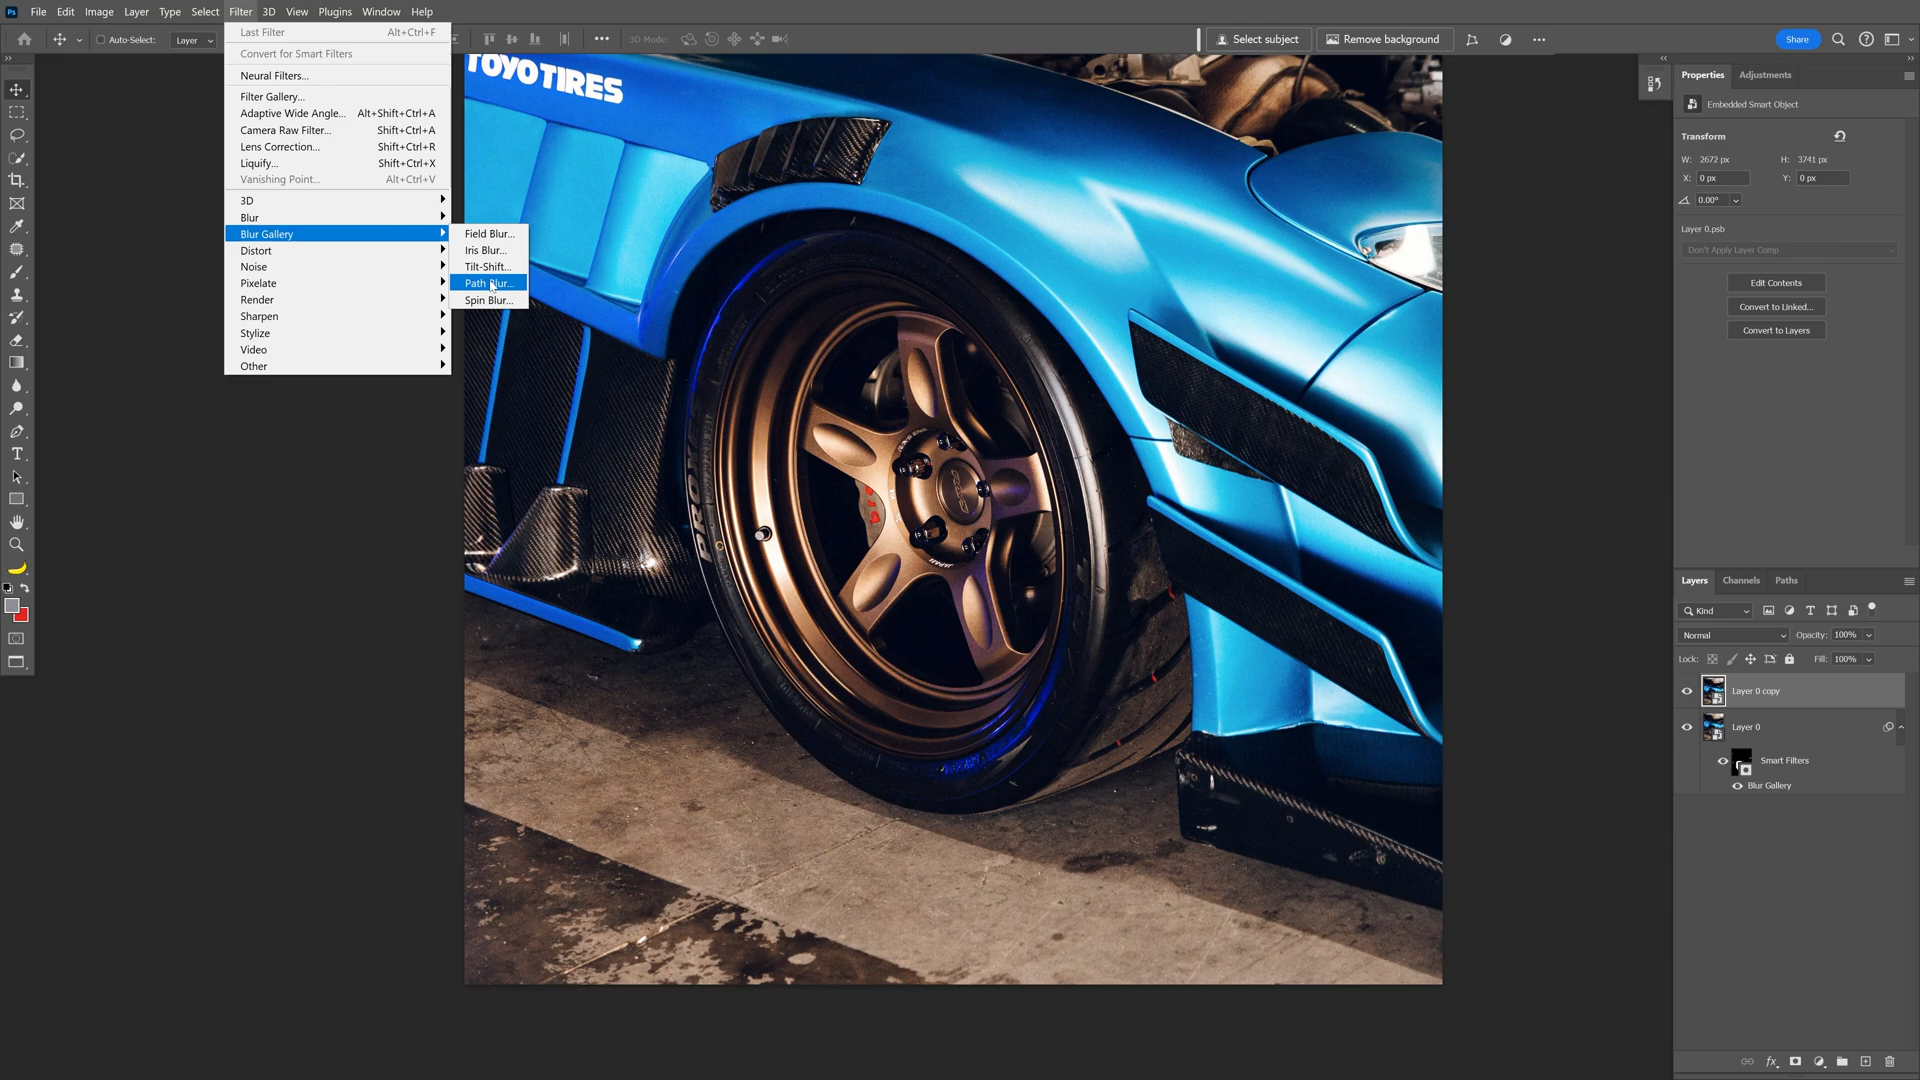 Ps File Edit Image Layer Type Select Filter 3D View Plugins Window Help
Auto-Select: Layer 3D Mode: Select subject Remove background Share
Last Filter Alt+Ctrl+F
Convert for Smart Filters
Neural Filters...
Filter Gallery...
Adaptive Wide Angle... Alt+Shift+Ctrl+A
Camera Raw Filter... Shift+Ctrl+A
Lens Correction... Shift+Ctrl+R
Liquify... Shift+Ctrl+X
Vanishing Point... Alt+Ctrl+V
3D
Blur
Blur Gallery
Distort
Noise
Pixelate
Render
Sharpen
Stylize
Video
Other
Field Blur...
Iris Blur...
Tilt-Shift...
Path Blur...
Spin Blur...
TOYO TIRES
JAPAN
Properties Adjustments
Embedded Smart Object
Transform
W: 2672 px H: 3741 px
X: 0 px Y: 0 px
0.00°
Layer 0.psb
Don't Apply Layer Comp
Edit Contents
Convert to Linked...
Convert to Layers
Layers Channels Paths
Kind
Normal Opacity: 100%
Lock: Fill: 100%
Layer 0 copy
Layer 0
Smart Filters
Blur Gallery
fx